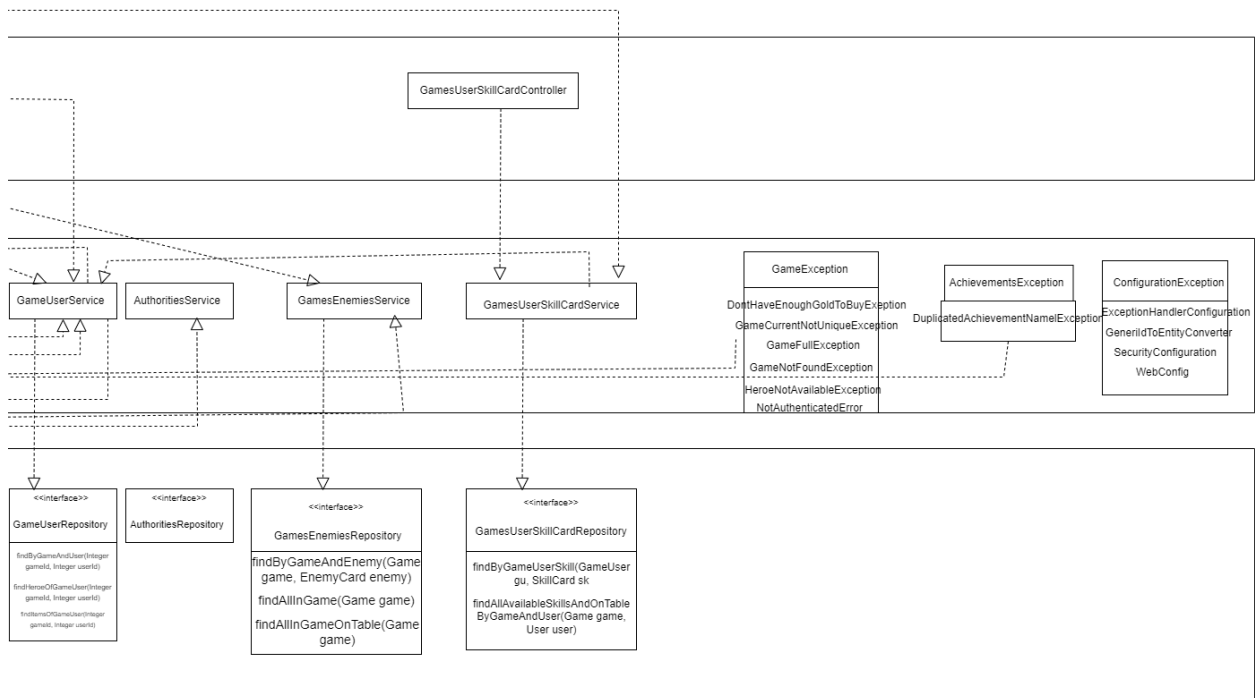 GamesUserSkillCardController
GameUserService
AuthoritiesService
GamesEnemiesService
GamesUserSkillCardService
GameException
DontHaveEnoughGoldToBuyExeption
GameCurrentNotUniqueException
GameFullException
GameNotFoundException
HeroeNotAvailableException
NotAuthenticatedError
AchievementsException
DuplicatedAchievementNamelException
ConfigurationException
ExceptionHandlerConfiguration
GenerildToEntityConverter
SecurityConfiguration
WebConfig
<<interface>>
GameUserRepository
findByGameAndUser(Integer
gameId, Integer userId)
findHeroeOfGameUser(Integer
gameId, Integer userId)
findItemsOfGameUser(Integer
gameId, Integer userId)
<<interface>>
AuthoritiesRepository
<<interface>>
GamesEnemiesRepository
findByGameAndEnemy(Game
game, EnemyCard enemy)
findAllInGame(Game game)
findAllInGameOnTable(Game
game)
<<interface>>
GamesUserSkillCardRepository
findByGameUserSkill(GameUser
gu, SkillCard sk
findAllAvailableSkillsAndOnTable
ByGameAndUser(Game game,
User user)